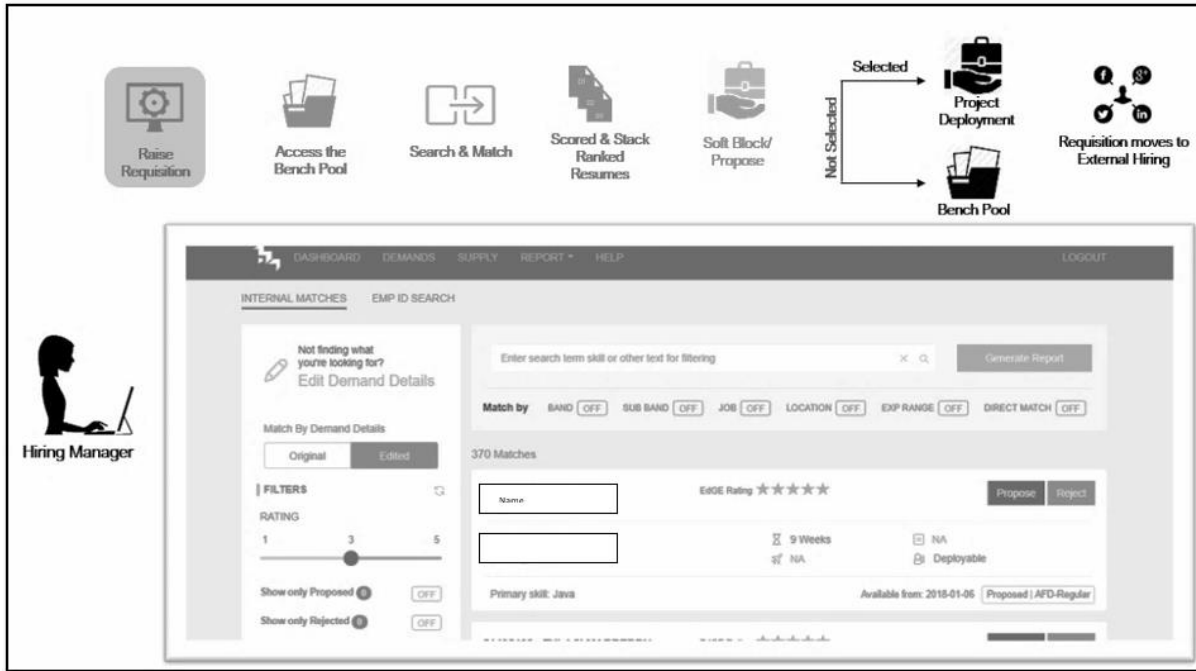 Raise
Requisition
Access the
Bench Pool
Search & Match
Scored & Stack
Ranked
Resumes
Soft Block/
Propose
Selected
Not Selected
Project
Deployment
Bench Pool
Requisition moves to
External Hiring
Hiring Manager
DASHBOARD DEMANDS SUPPLY REPORT HELP LOGOUT
INTERNAL MATCHES EMP ID SEARCH
Not finding what
you're looking for?
Edit Demand Details
Match By Demand Details
Original Edited
FILTERS
RATING
1 3 5
Show only Proposed 0 OFF
Show only Rejected 0 OFF
Enter search term skill or other text for filtering Generate Report
Match by BAND OFF SUB BAND OFF JOB OFF LOCATION OFF EXP RANGE OFF DIRECT MATCH OFF
370 Matches
Name EdGE Rating Propose Reject
9 Weeks NA
NA Deployable
Primary skill: Java Available from: 2018-01-06 Proposed | AFD-Regular